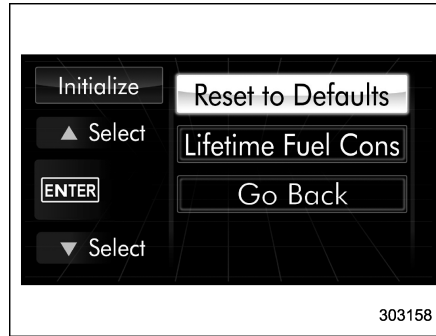 Initialize
Reset to Defaults
▲ Select
Lifetime Fuel Cons
ENTER
Go Back
▼ Select
303158